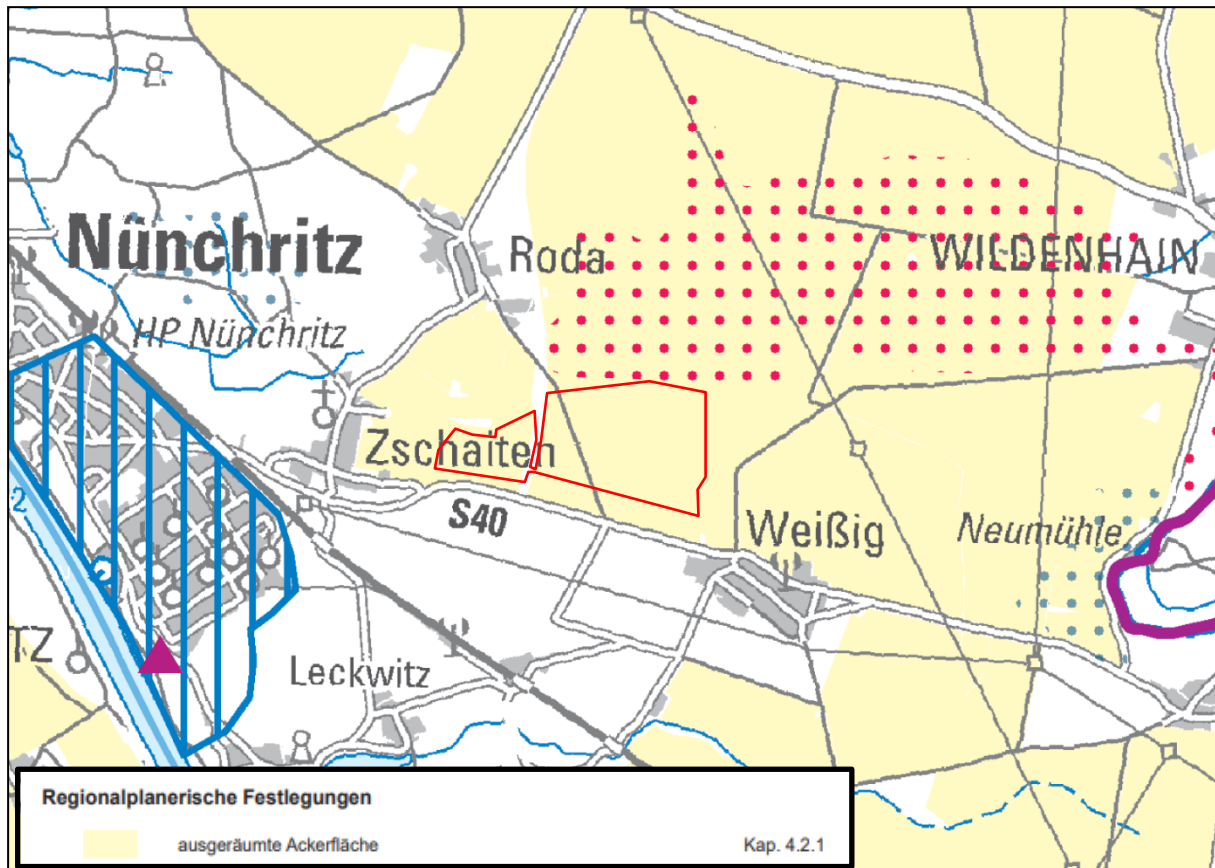 Nünchritz
Roda
WILDENHAIN
HP Nünchritz
Zschaiten
S40
Weißig
Neumühle
2
TZ
Leckwitz
Regionalplanerische Festlegungen
ausgeräumte Ackerfläche Kap. 4.2.1